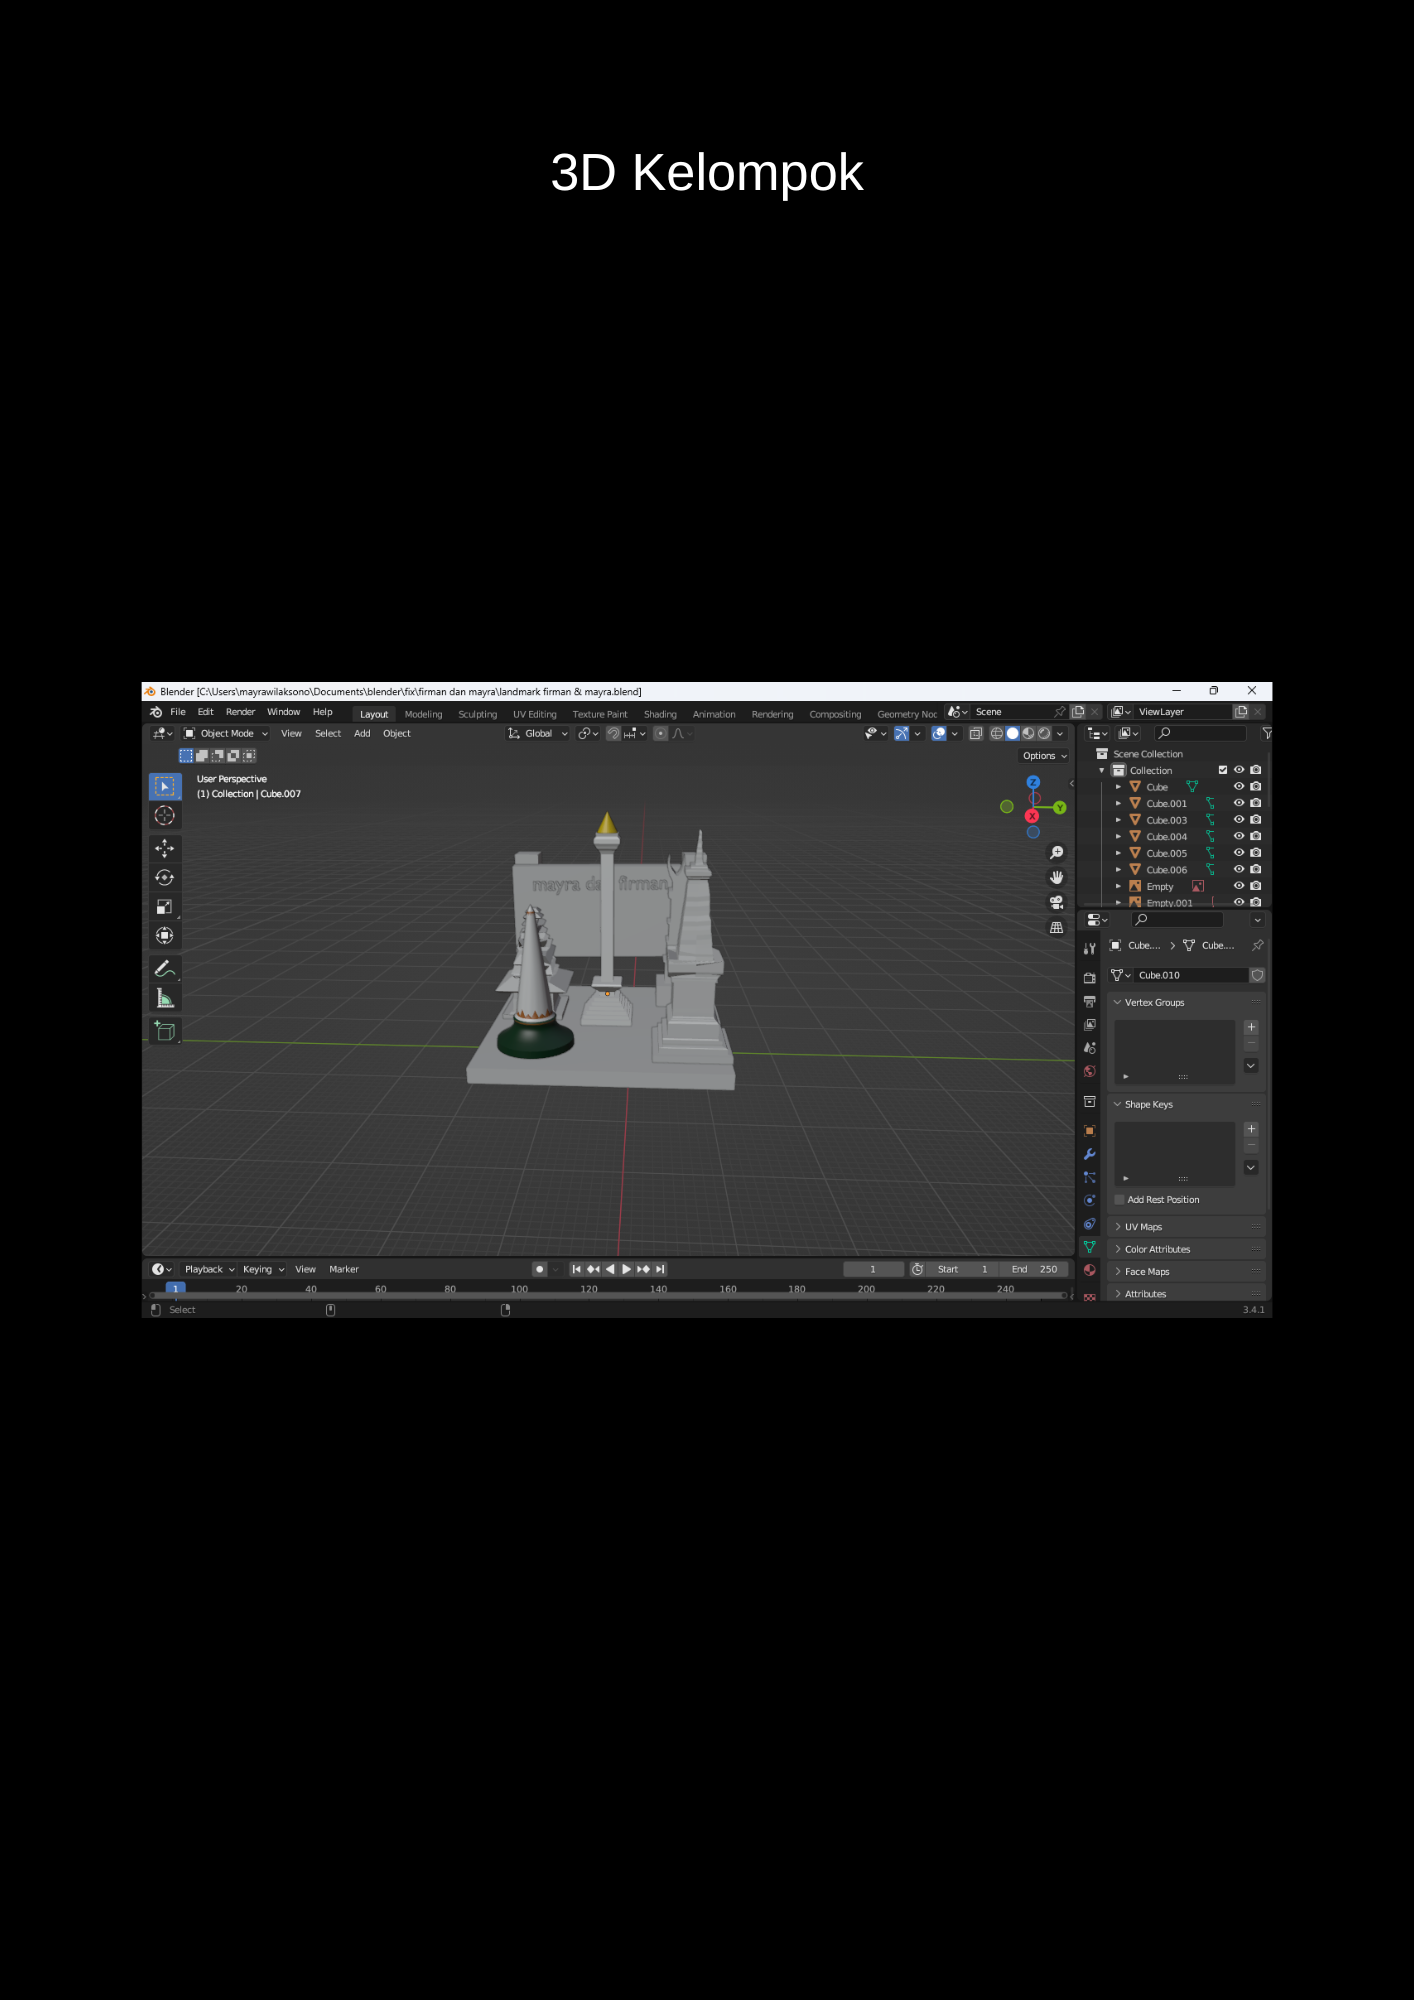 3D Kelompok
Blender [C:\Users\mayrawilaksono\Documents\blender\fix\firman dan mayra\landmark firman & mayra.blend]
File Edit Render Window Help Layout Modeling Sculpting UV Editing Texture Paint Shading Animation Rendering Compositing Geometry Noc Scene ViewLayer
Object Mode View Select Add Object Global
Options
User Perspective
(1) Collection | Cube.007
Z
Y
X
mayra da firman
Scene Collection
Collection
Cube
Cube.001
Cube.003
Cube.004
Cube.005
Cube.006
Empty
Empty.001
Cube.... Cube....
Cube.010
Vertex Groups
Shape Keys
Add Rest Position
UV Maps
Color Attributes
Face Maps
Attributes
Playback Keying View Marker 1 Start 1 End 250
1 20 40 60 80 100 120 140 160 180 200 220 240
Select 3.4.1